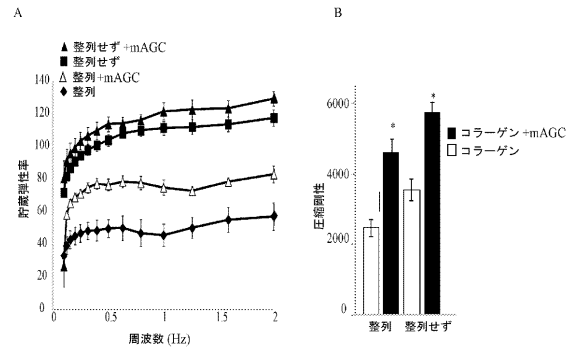 A
整列せず +mAGC
整列せず
整列 +mAGC
整列
140
120
100
80
60
40
20
0
貯蔵弾性率
0
0.5
1
1.5
2
周波数 (Hz)
B
*
*
コラーゲン +mAGC
コラーゲン
6000
4000
2000
0
圧縮剛性
整列
整列せず